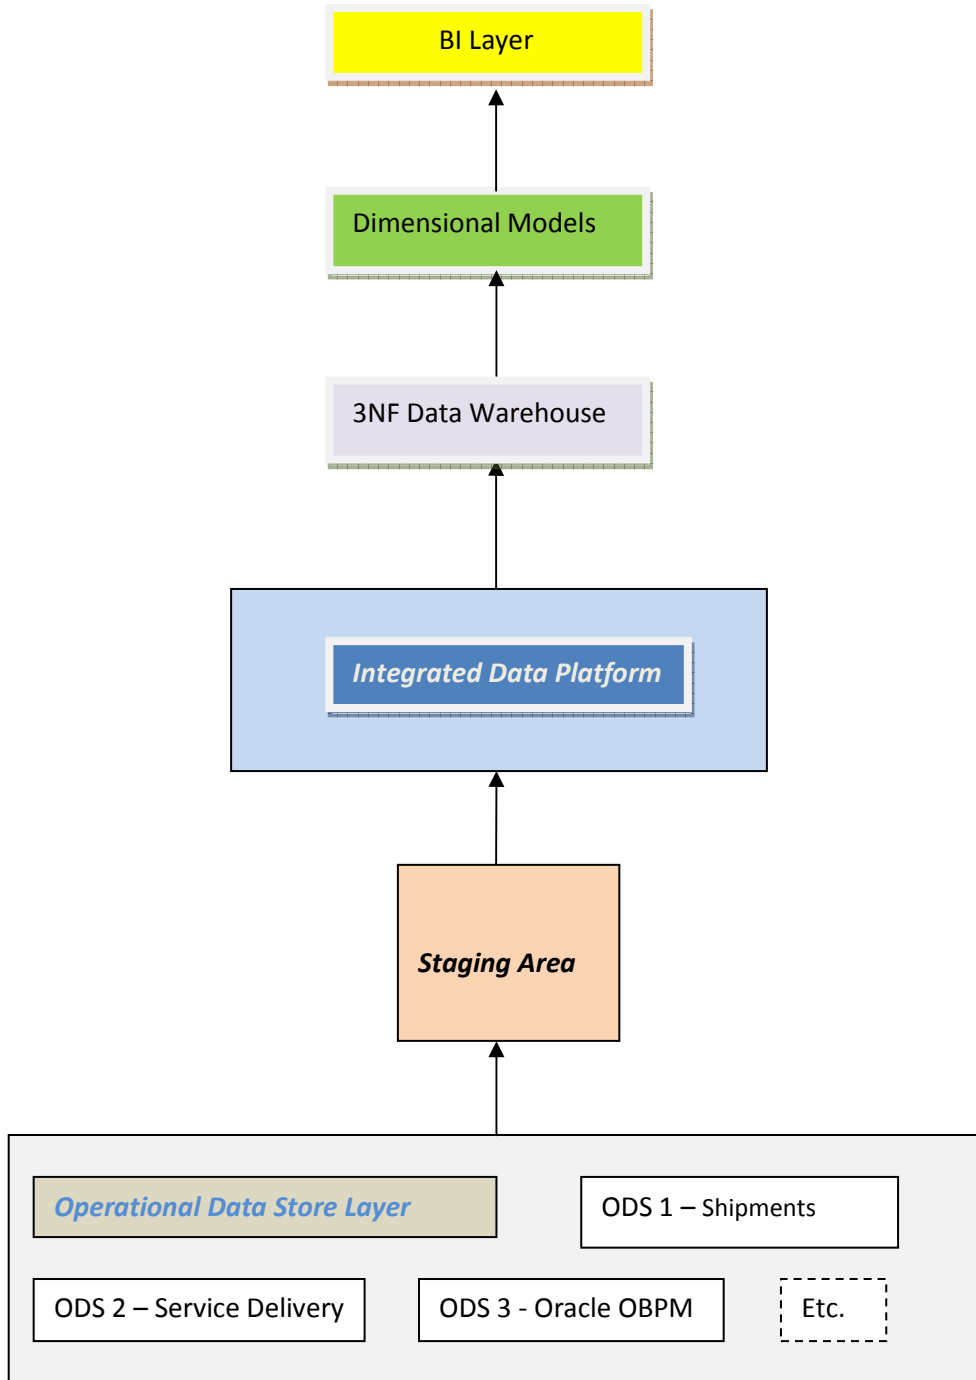 BI Layer
Dimensional Models
3NF Data Warehouse
Integrated Data Platform
Staging Area
Operational Data Store Layer
ODS 1 – Shipments
ODS 2 – Service Delivery
ODS 3 - Oracle OBPM
Etc.